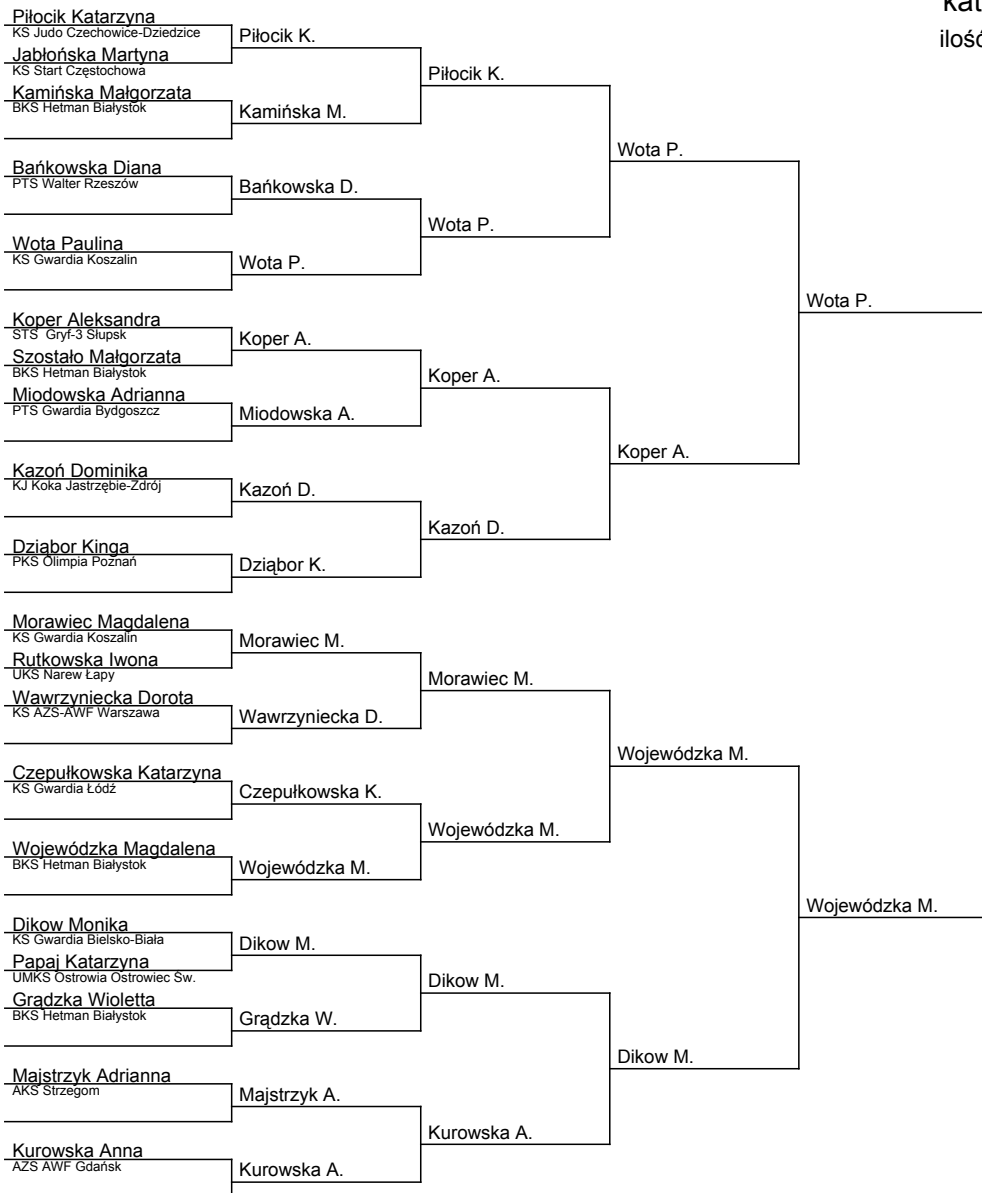 kat
ilość
Piłocik Katarzyna
KS Judo Czechowice-Dziedzice
Jabłońska Martyna
KS Start Częstochowa
Kamińska Małgorzata
BKS Hetman Białystok
Bańkowska Diana
PTS Walter Rzeszów
Wota Paulina
KS Gwardia Koszalin
Koper Aleksandra
STS Gryf-3 Słupsk
Szostało Małgorzata
BKS Hetman Białystok
Miodowska Adrianna
PTS Gwardia Bydgoszcz
Kazoń Dominika
KJ Koka Jastrzębie-Zdrój
Dziąbor Kinga
PKS Olimpia Poznań
Morawiec Magdalena
KS Gwardia Koszalin
Rutkowska Iwona
UKS Narew Łapy
Wawrzyniecka Dorota
KS AZS-AWF Warszawa
Czepułkowska Katarzyna
KS Gwardia Łódź
Wojewódzka Magdalena
BKS Hetman Białystok
Dikow Monika
KS Gwardia Bielsko-Biała
Papaj Katarzyna
UMKS Ostrovia Ostrowiec Św.
Grądzka Wioletta
BKS Hetman Białystok
Majstrzyk Adrianna
AKS Strzegom
Kurowska Anna
AZS AWF Gdańsk
Piłocik K.
Kamińska M.
Bańkowska D.
Wota P.
Koper A.
Miodowska A.
Kazoń D.
Dziąbor K.
Morawiec M.
Wawrzyniecka D.
Czepułkowska K.
Wojewódzka M.
Dikow M.
Grądzka W.
Majstrzyk A.
Kurowska A.
Piłocik K.
Wota P.
Koper A.
Kazoń D.
Morawiec M.
Wojewódzka M.
Dikow M.
Kurowska A.
Wota P.
Koper A.
Wojewódzka M.
Dikow M.
Wota P.
Wojewódzka M.